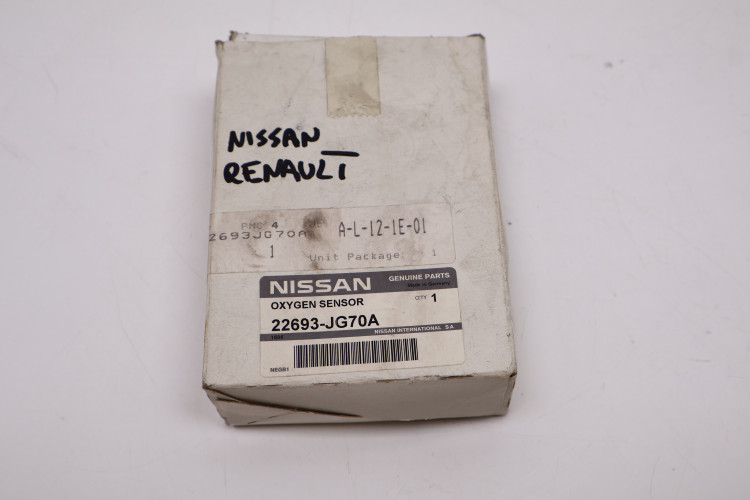 NISSAN
RENAULT
PMC 4
2693JG70A A-L-12-1E-01
1 Unit Package: 1
NISSAN GENUINE PARTS
Made in Germany
OXYGEN SENSOR QTY 1
22693-JG70A
NISSAN INTERNATIONAL S.A.
NEGB1